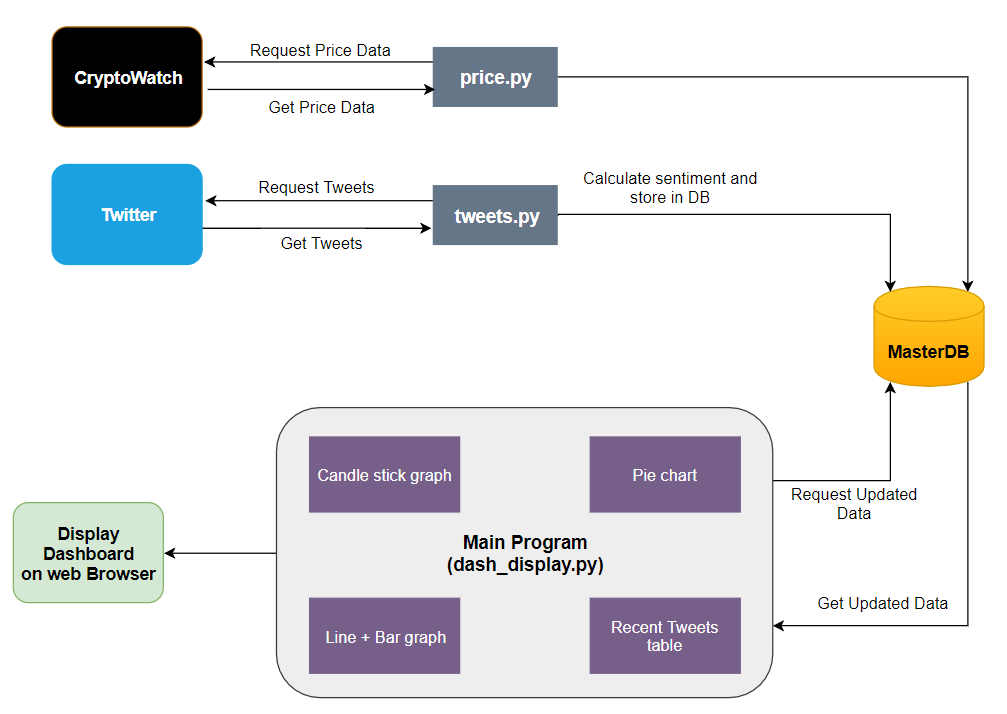 Request Price Data
CryptoWatch
price.py
Get Price Data
Request Tweets
Twitter
tweets.py
Get Tweets
Calculate sentiment and
store in DB
MasterDB
Candle stick graph
Pie chart
Request Updated
Data
Main Program
(dash_display.py)
Display
Dashboard
on web Browser
Get Updated Data
Line + Bar graph
Recent Tweets
table